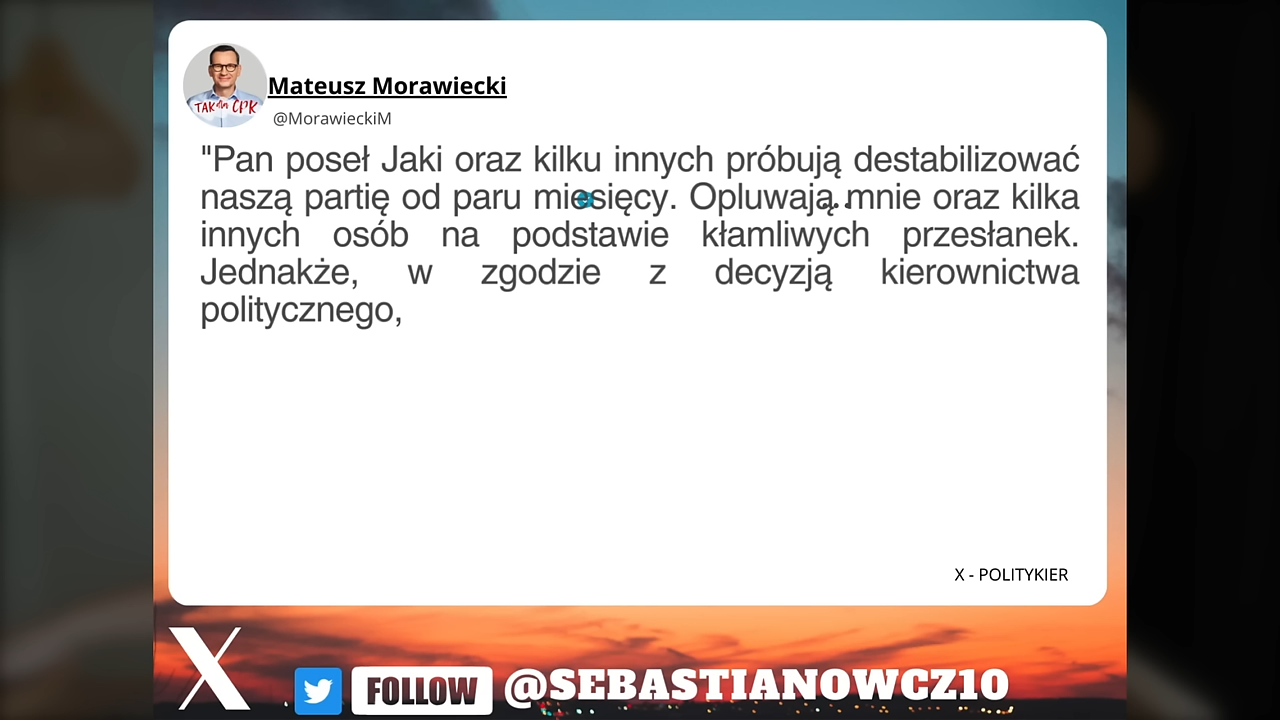 TAK dla CPK
Mateusz Morawiecki
@MorawieckiM
"Pan poseł Jaki oraz kilku innych próbują destabilizować
naszą partię od paru miesięcy. Opluwają mnie oraz kilka
innych osób na podstawie kłamliwych przesłanek.
Jednakże, w zgodzie z decyzją kierownictwa
politycznego,
X - POLITYKIER
X
FOLLOW @SEBASTIANOWCZ10